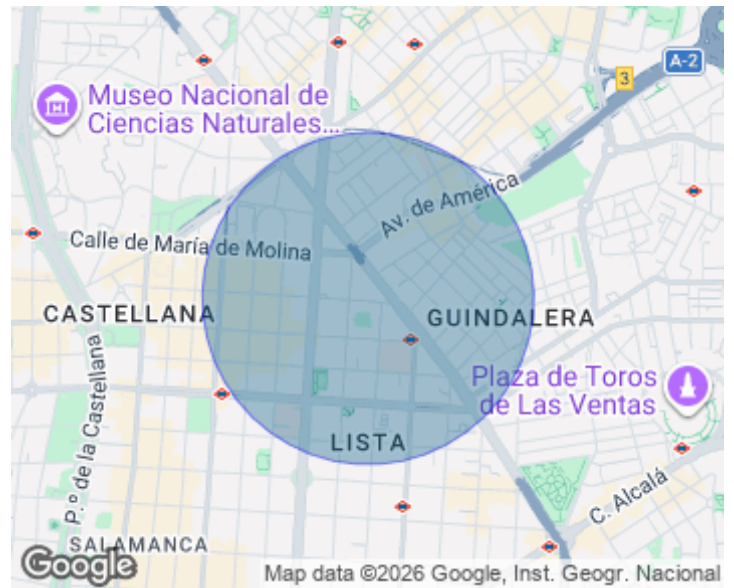 A-2
3
Museo Nacional de
Ciencias Naturales...
Av. de América
Calle de María de Molina
CASTELLANA
GUINDALERA
Plaza de Toros
de Las Ventas
LISTA
P.º de la Castellana
C. Alcalá
SALAMANCA
Google
Map data ©2026 Google, Inst. Geogr. Nacional